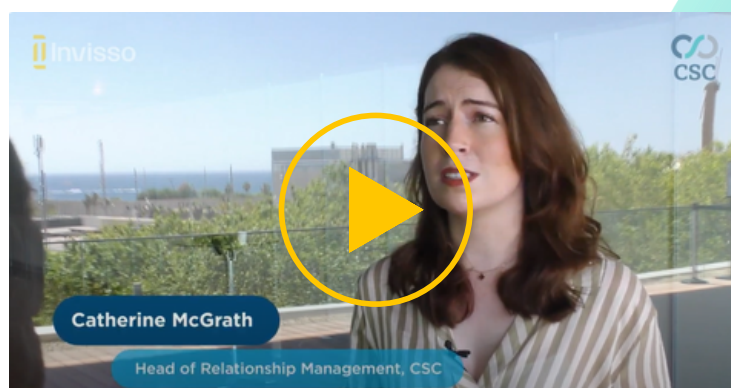 Invisso
CSC
Catherine McGrath
Head of Relationship Management, CSC